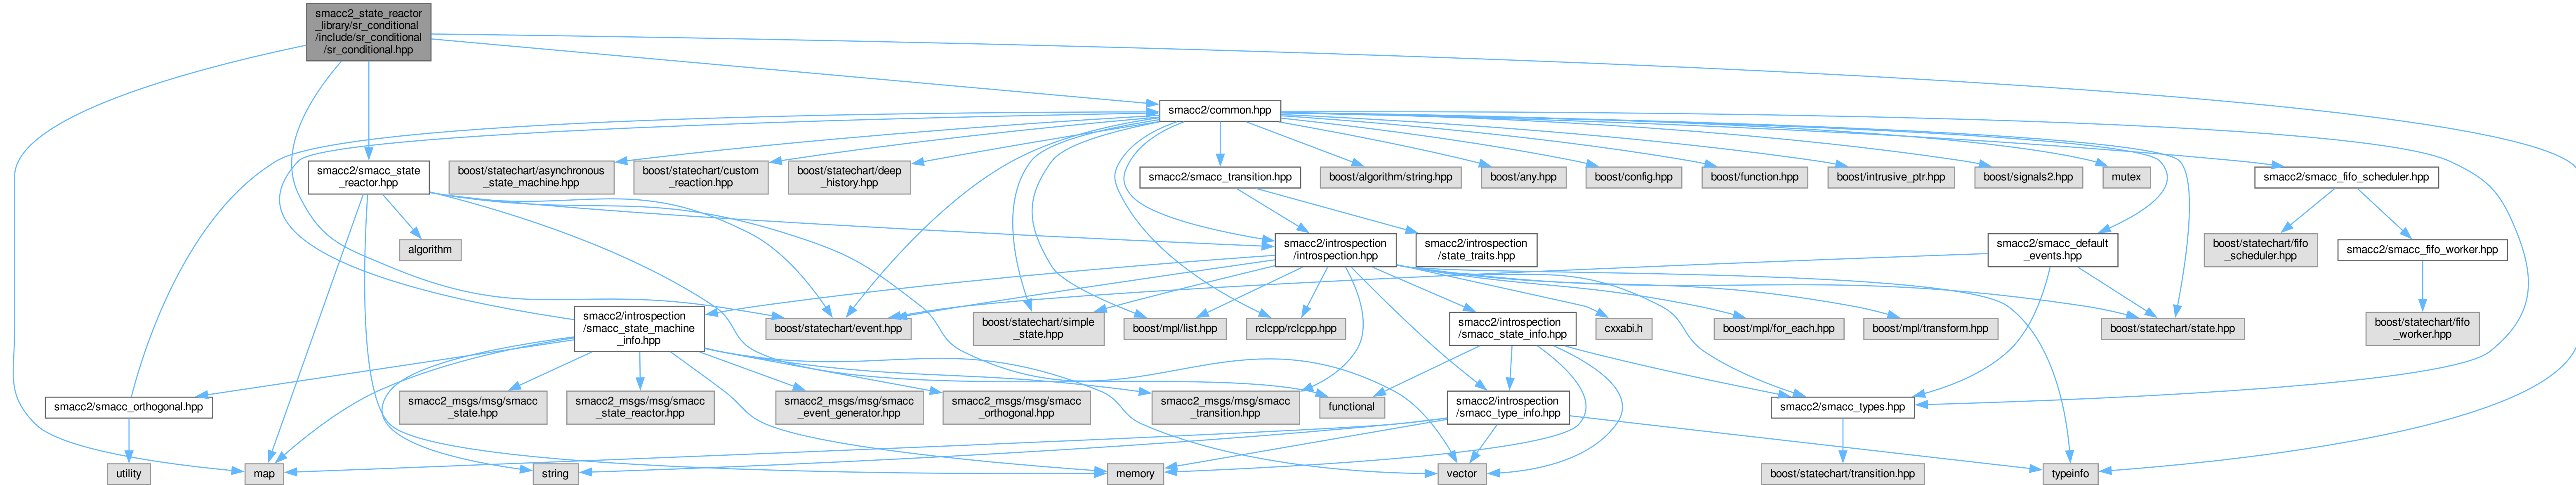 smacc2_state_reactor
_library/sr_conditional
/include/sr_conditional
/sr_conditional.hpp
smacc2/common.hpp
smacc2/smacc_state
_reactor.hpp
boost/statechart/asynchronous
_state_machine.hpp
boost/statechart/custom
_reaction.hpp
boost/statechart/deep
_history.hpp
smacc2/smacc_transition.hpp
boost/algorithm/string.hpp
boost/any.hpp
boost/config.hpp
boost/function.hpp
boost/intrusive_ptr.hpp
boost/signals2.hpp
mutex
smacc2/smacc_fifo_scheduler.hpp
algorithm
smacc2/introspection
/introspection.hpp
smacc2/introspection
/state_traits.hpp
smacc2/smacc_default
_events.hpp
boost/statechart/fifo
_scheduler.hpp
smacc2/smacc_fifo_worker.hpp
smacc2/introspection
/smacc_state_machine
_info.hpp
boost/statechart/event.hpp
boost/statechart/simple
_state.hpp
boost/mpl/list.hpp
rclcpp/rclcpp.hpp
smacc2/introspection
/smacc_state_info.hpp
cxxabi.h
boost/mpl/for_each.hpp
boost/mpl/transform.hpp
boost/statechart/state.hpp
boost/statechart/fifo
_worker.hpp
smacc2/smacc_orthogonal.hpp
smacc2_msgs/msg/smacc
_state.hpp
smacc2_msgs/msg/smacc
_state_reactor.hpp
smacc2_msgs/msg/smacc
_event_generator.hpp
smacc2_msgs/msg/smacc
_orthogonal.hpp
smacc2_msgs/msg/smacc
_transition.hpp
functional
smacc2/introspection
/smacc_type_info.hpp
smacc2/smacc_types.hpp
utility
map
string
memory
vector
boost/statechart/transition.hpp
typeinfo